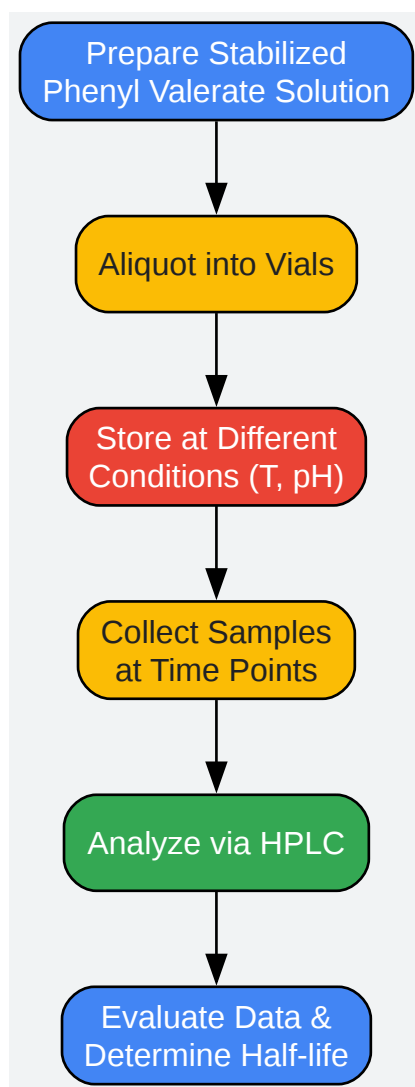 Prepare Stabilized
Phenyl Valerate Solution
Aliquot into Vials
Store at Different
Conditions (T, pH)
Collect Samples
at Time Points
Analyze via HPLC
Evaluate Data &
Determine Half-life